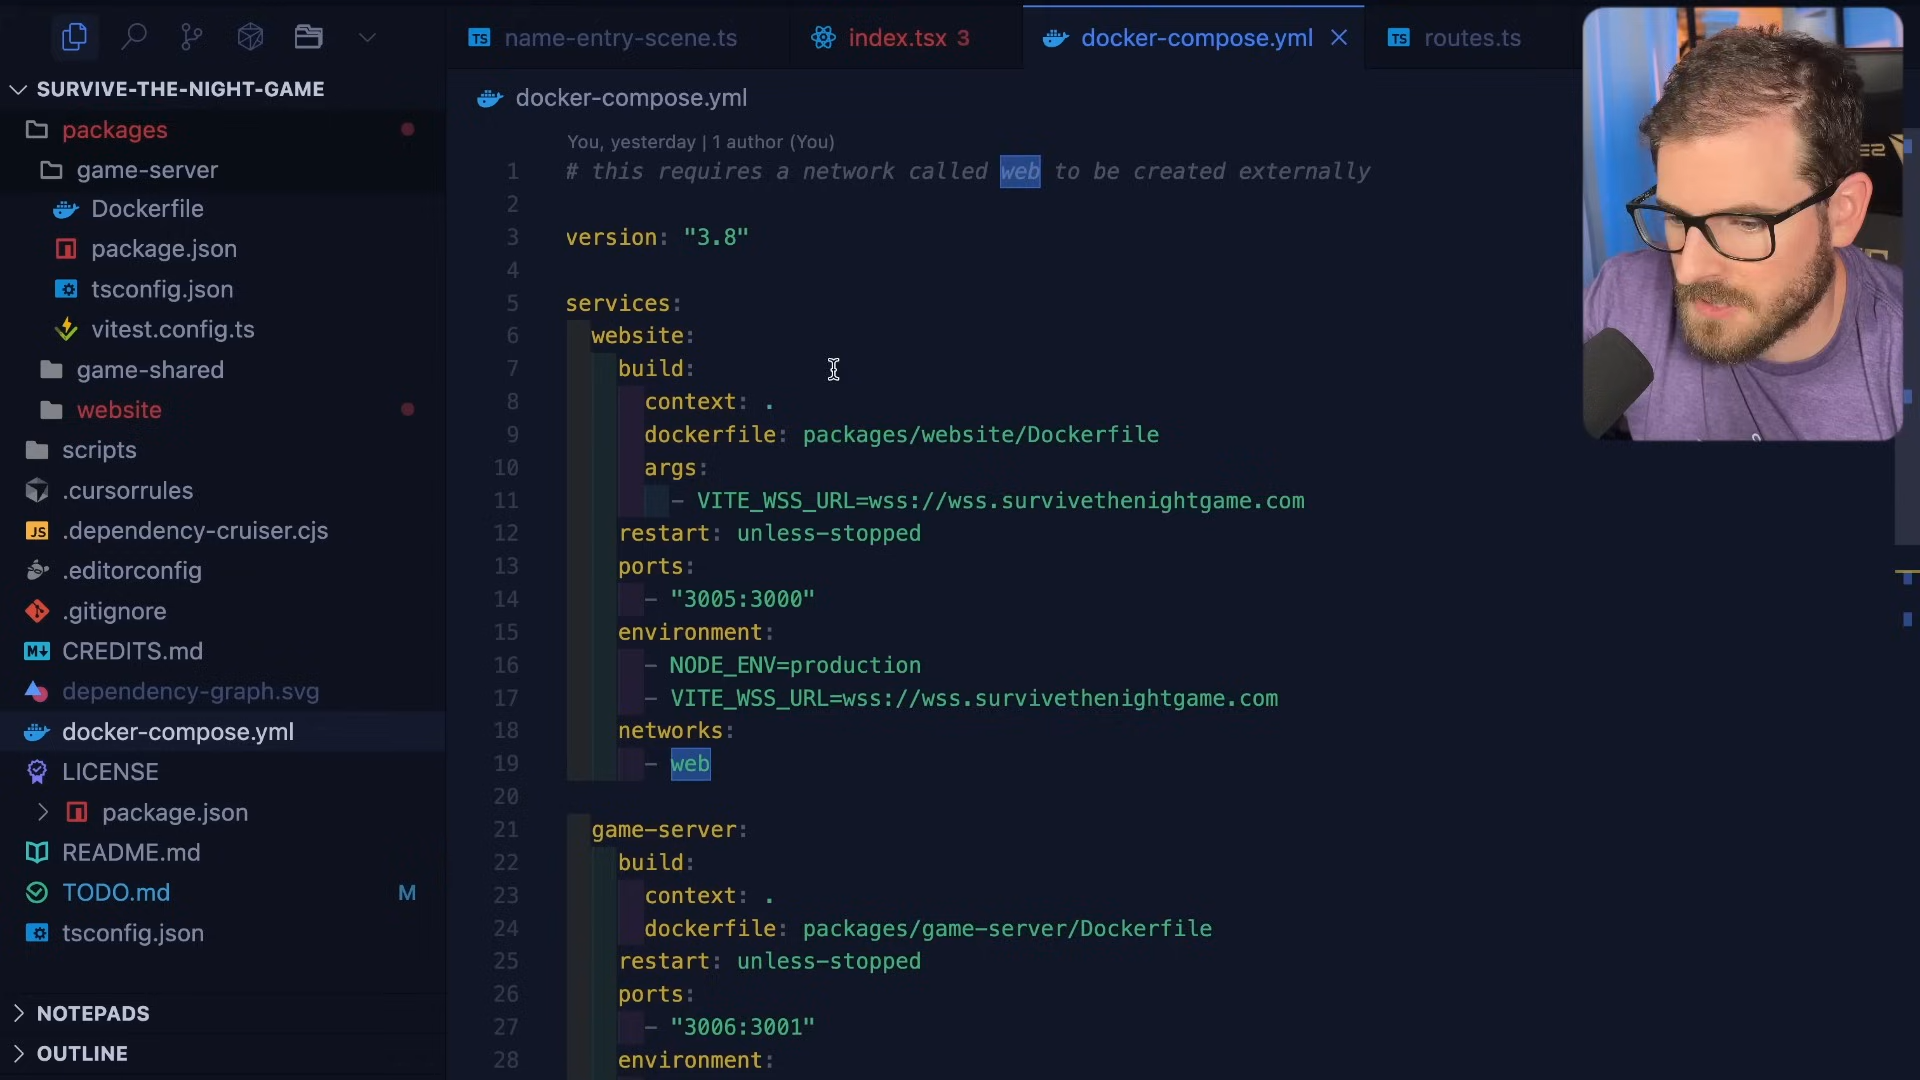 name-entry-scene.ts
index.tsx 3
docker-compose.yml
routes.ts
SURVIVE-THE-NIGHT-GAME
packages
game-server
Dockerfile
package.json
tsconfig.json
vitest.config.ts
game-shared
website
scripts
.cursorrules
.dependency-cruiser.cjs
.editorconfig
.gitignore
CREDITS.md
dependency-graph.svg
docker-compose.yml
LICENSE
package.json
README.md
TODO.md M
tsconfig.json
NOTEPADS
OUTLINE
docker-compose.yml
You, yesterday | 1 author (You)
1 # this requires a network called web to be created externally
2
3 version: "3.8"
4
5 services:
6 website:
7 build:
8 context: .
9 dockerfile: packages/website/Dockerfile
10 args:
11 - VITE_WSS_URL=wss://wss.survivethenightgame.com
12 restart: unless-stopped
13 ports:
14 - "3005:3000"
15 environment:
16 - NODE_ENV=production
17 - VITE_WSS_URL=wss://wss.survivethenightgame.com
18 networks:
19 - web
20
21 game-server:
22 build:
23 context: .
24 dockerfile: packages/game-server/Dockerfile
25 restart: unless-stopped
26 ports:
27 - "3006:3001"
28 environment: